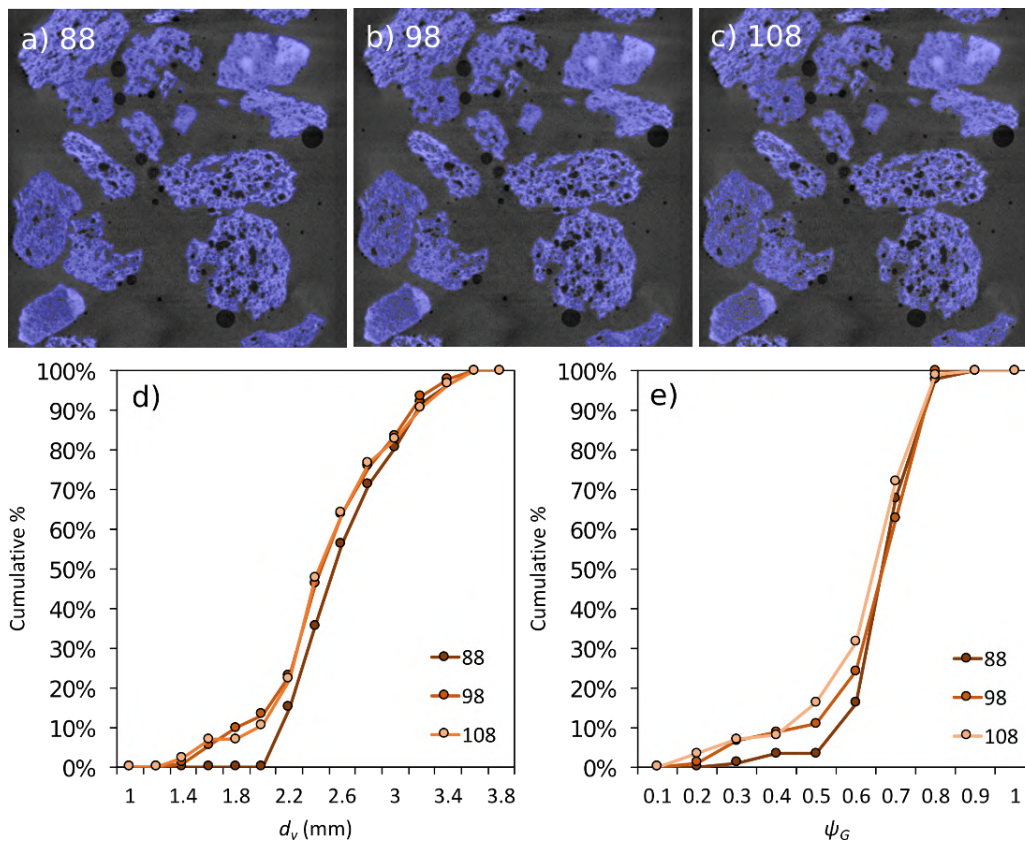 a) 88
b) 98
c) 108
d)
Cumulative %
100%
90%
80%
70%
60%
50%
40%
30%
20%
10%
0%
88
98
108
1 1.4 1.8 2.2 2.6 3 3.4 3.8
d_v (mm)
e)
Cumulative %
100%
90%
80%
70%
60%
50%
40%
30%
20%
10%
0%
88
98
108
0.1 0.2 0.3 0.4 0.5 0.6 0.7 0.8 0.9 1
ψ_G